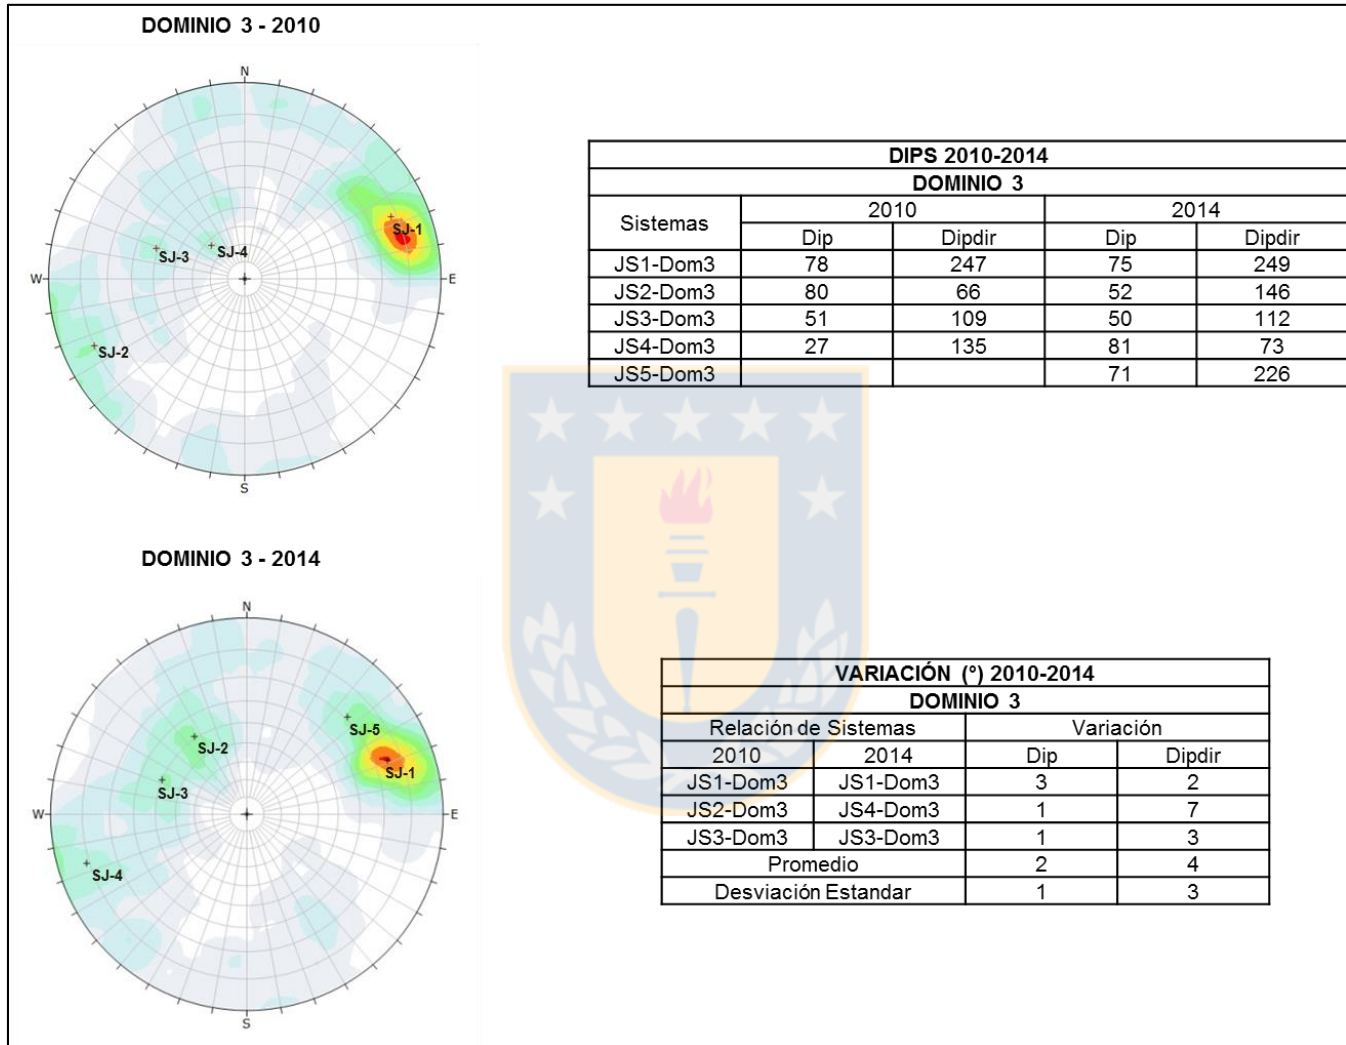 DOMINIO 3 - 2010
N
SJ-1
SJ-4
SJ-3
W
E
SJ-2
S
DIPS 2010-2014
DOMINIO 3
Sistemas 2010 2014
Dip Dipdir Dip Dipdir
JS1-Dom3 78 247 75 249
JS2-Dom3 80 66 52 146
JS3-Dom3 51 109 50 112
JS4-Dom3 27 135 81 73
JS5-Dom3 71 226
DOMINIO 3 - 2014
N
SJ-5
SJ-2
SJ-1
SJ-3
W
E
SJ-4
S
VARIACIÓN (º) 2010-2014
DOMINIO 3
Relación de Sistemas Variación
2010 2014 Dip Dipdir
JS1-Dom3 JS1-Dom3 3 2
JS2-Dom3 JS4-Dom3 1 7
JS3-Dom3 JS3-Dom3 1 3
Promedio 2 4
Desviación Estandar 1 3